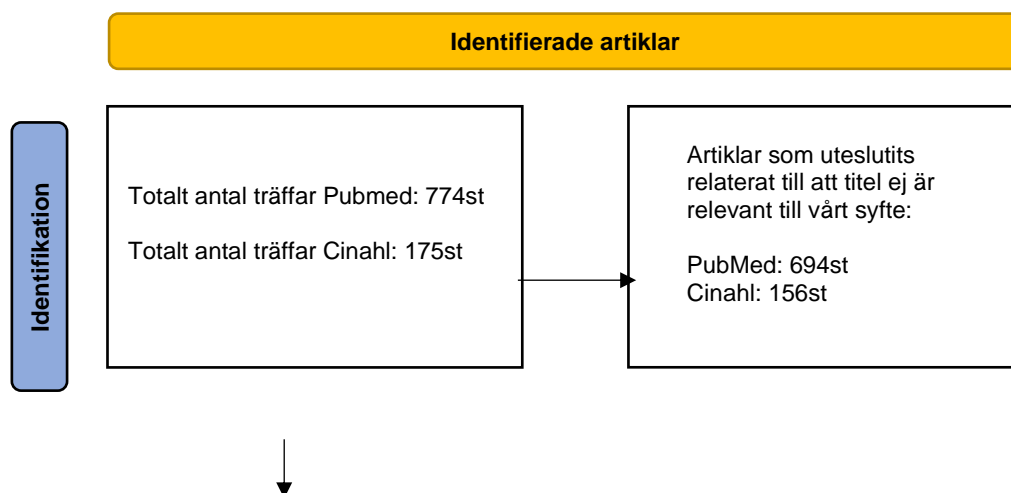 Identifierade artiklar
Identifikation
Totalt antal träffar Pubmed: 774st
Totalt antal träffar Cinahl: 175st
Artiklar som uteslutits
relaterat till att titel ej är
relevant till vårt syfte:
PubMed: 694st
Cinahl: 156st